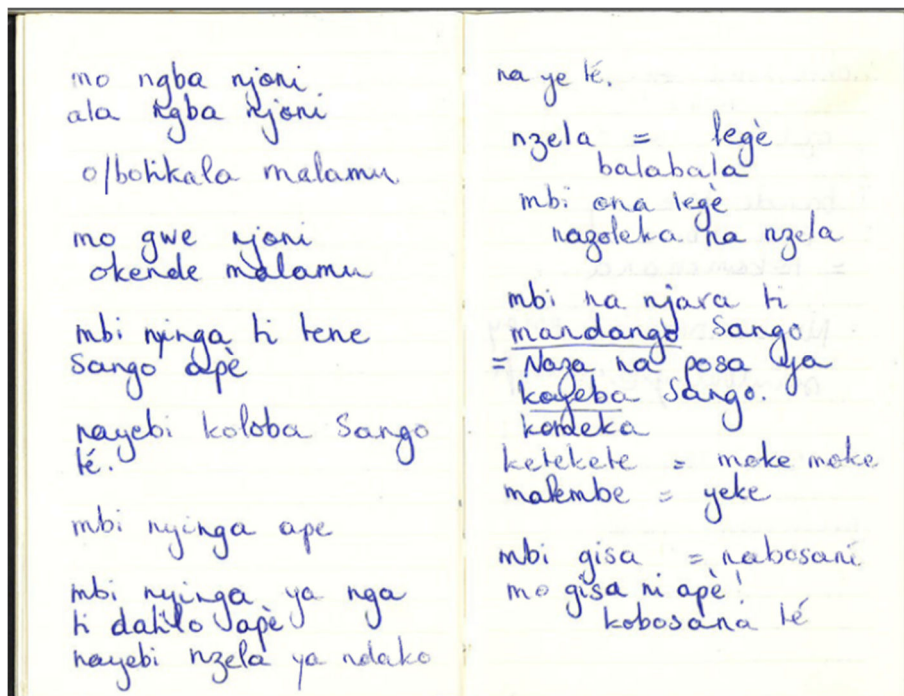 mo ngba njoni
ala ngba njoni
o/botikala malamu
mo gwe njoni
okende malamu
mbi nyinga ti tene
Sango apè
nayebi koloba Sango
té.
mbi nyinga ape
mbi nyinga ya nga
ti dahilo apè
nayebi nzela ya ndako
na ye té.
nzela = legè
balabala
mbi ona legè
nazoleka na nzela
mbi na njara ti
mandango Sango
= Naza na posa ya
koyeba Sango.
kokoma
ketekete = moke moke
malembe = yeke
mbi gisa = nabosani
mo gisa ni apè!
kobosana té